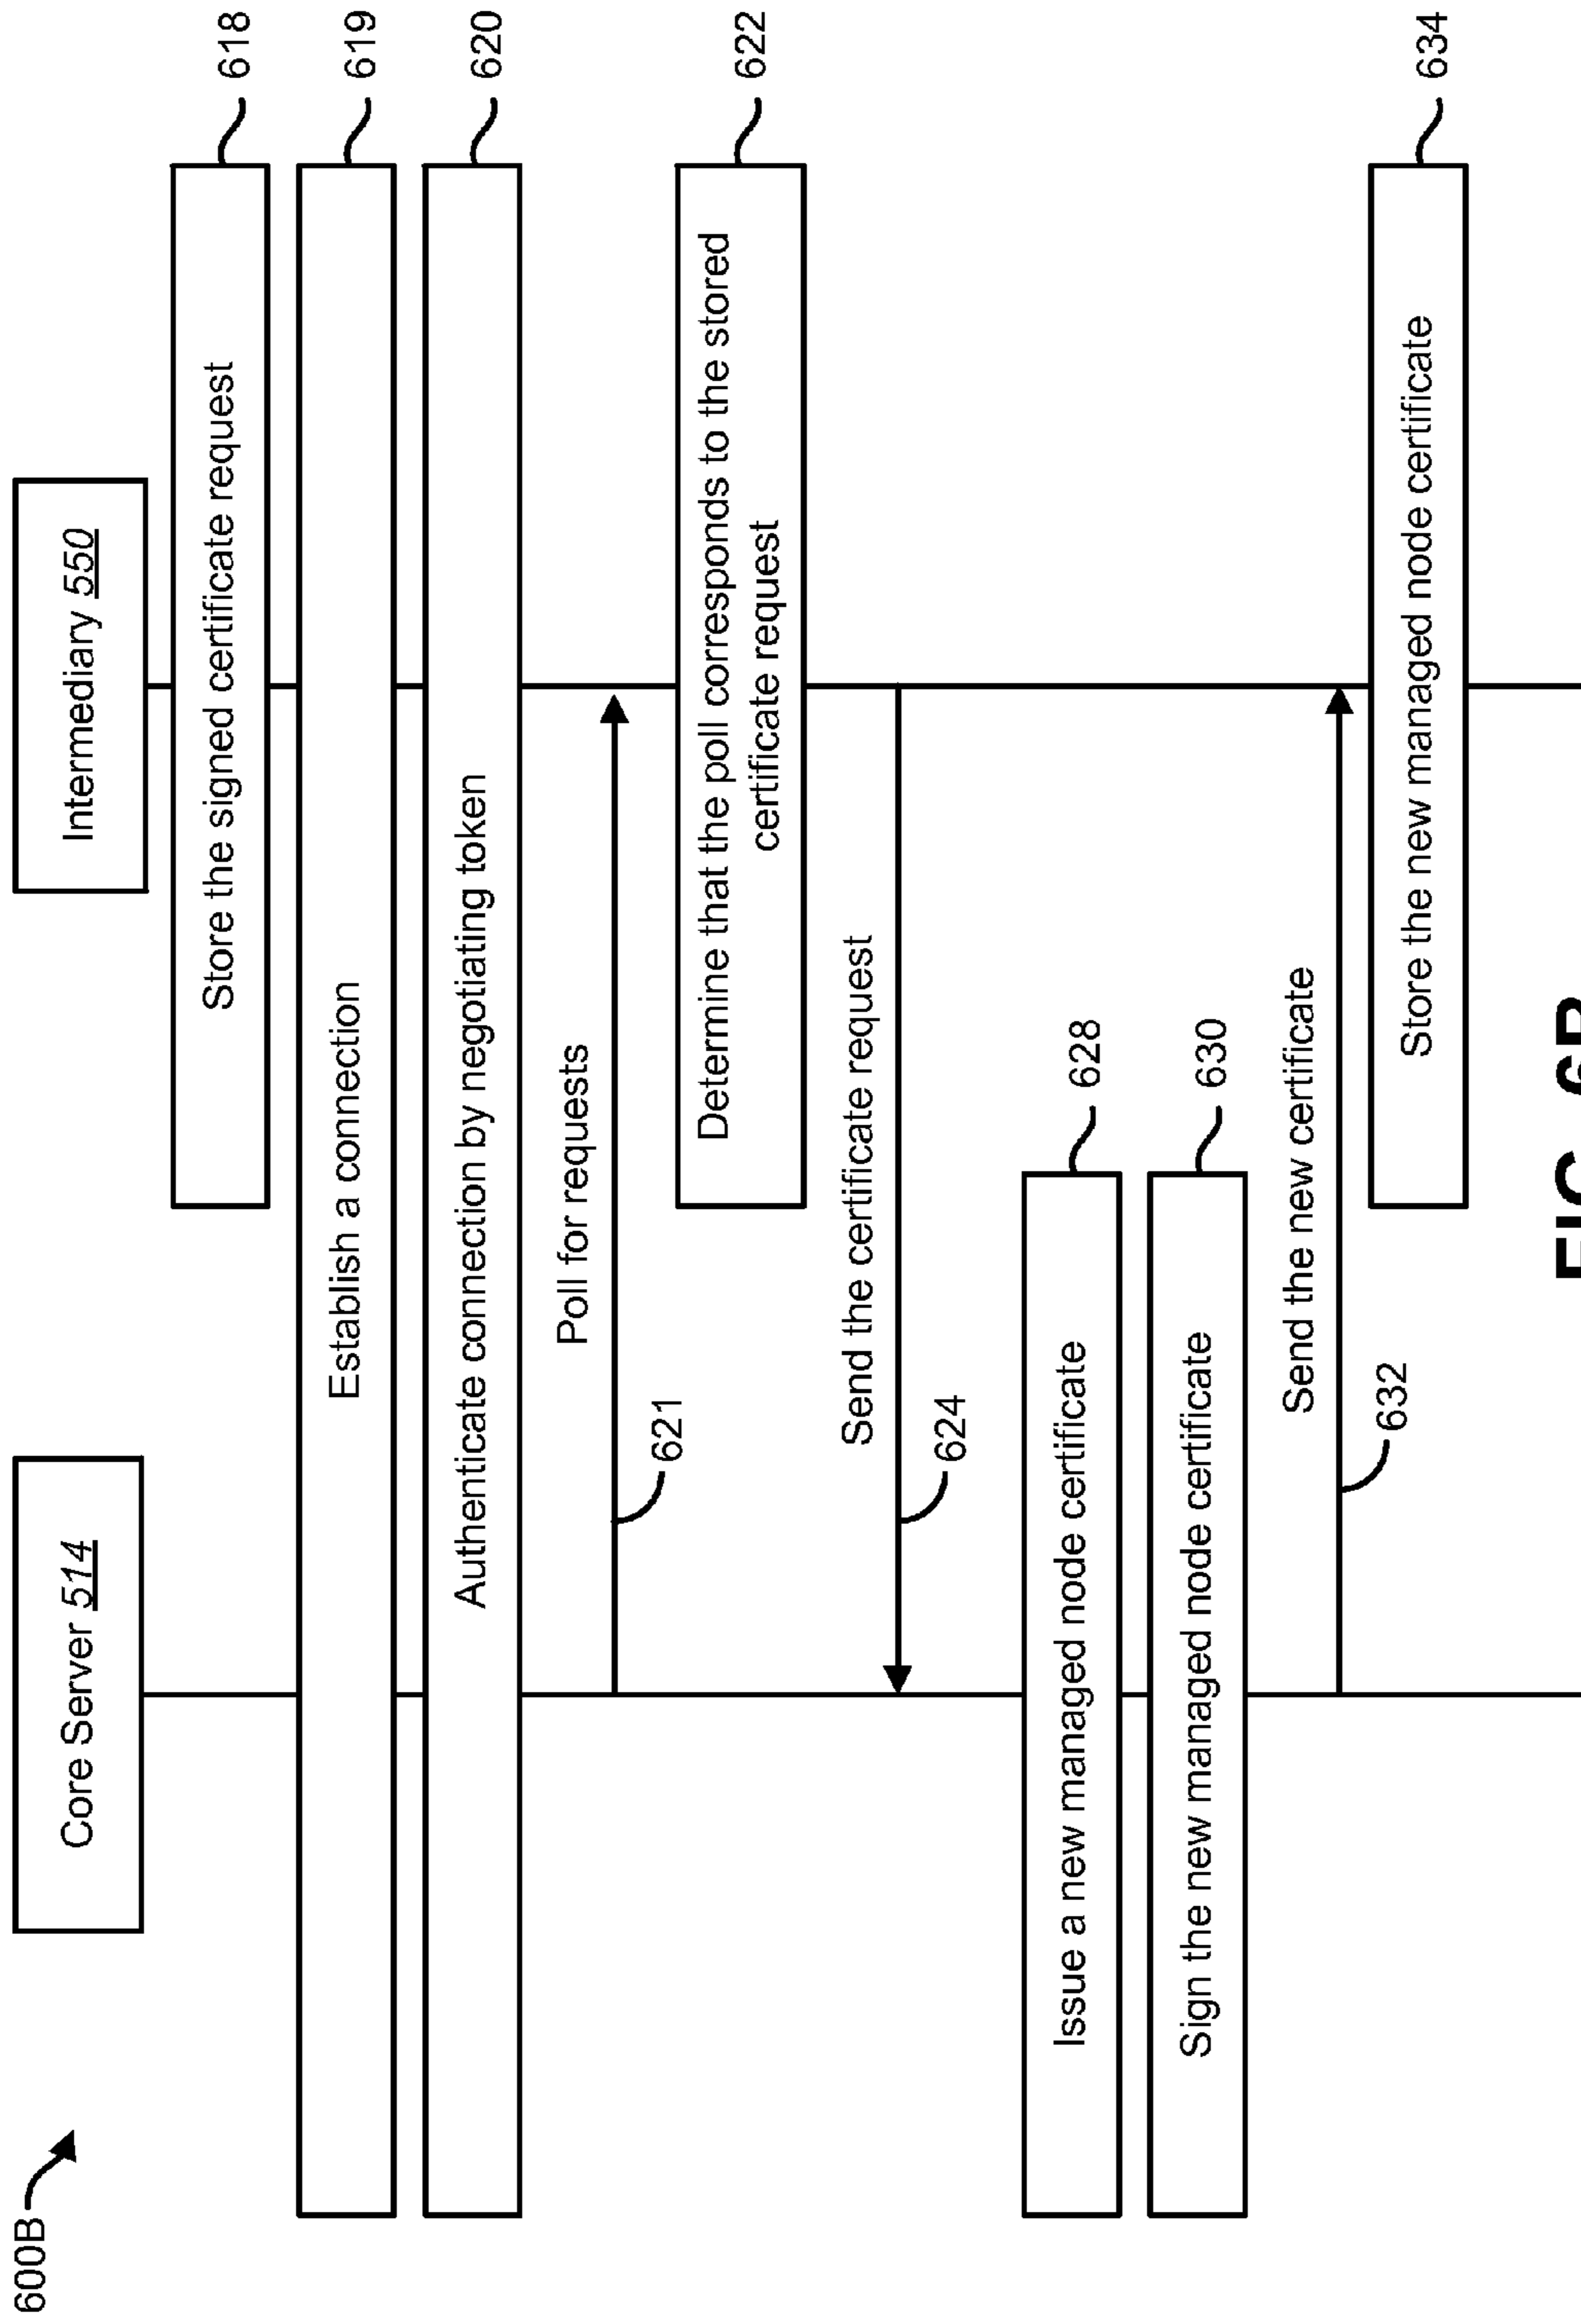 600B
Core Server 514
Intermediary 550
Store the signed certificate request
618
Establish a connection
619
Authenticate connection by negotiating token
620
Poll for requests
621
Determine that the poll corresponds to the stored
certificate request
622
Send the certificate request
624
Issue a new managed node certificate
628
Sign the new managed node certificate
630
Send the new certificate
632
Store the new managed node certificate
634
FIG. 6B